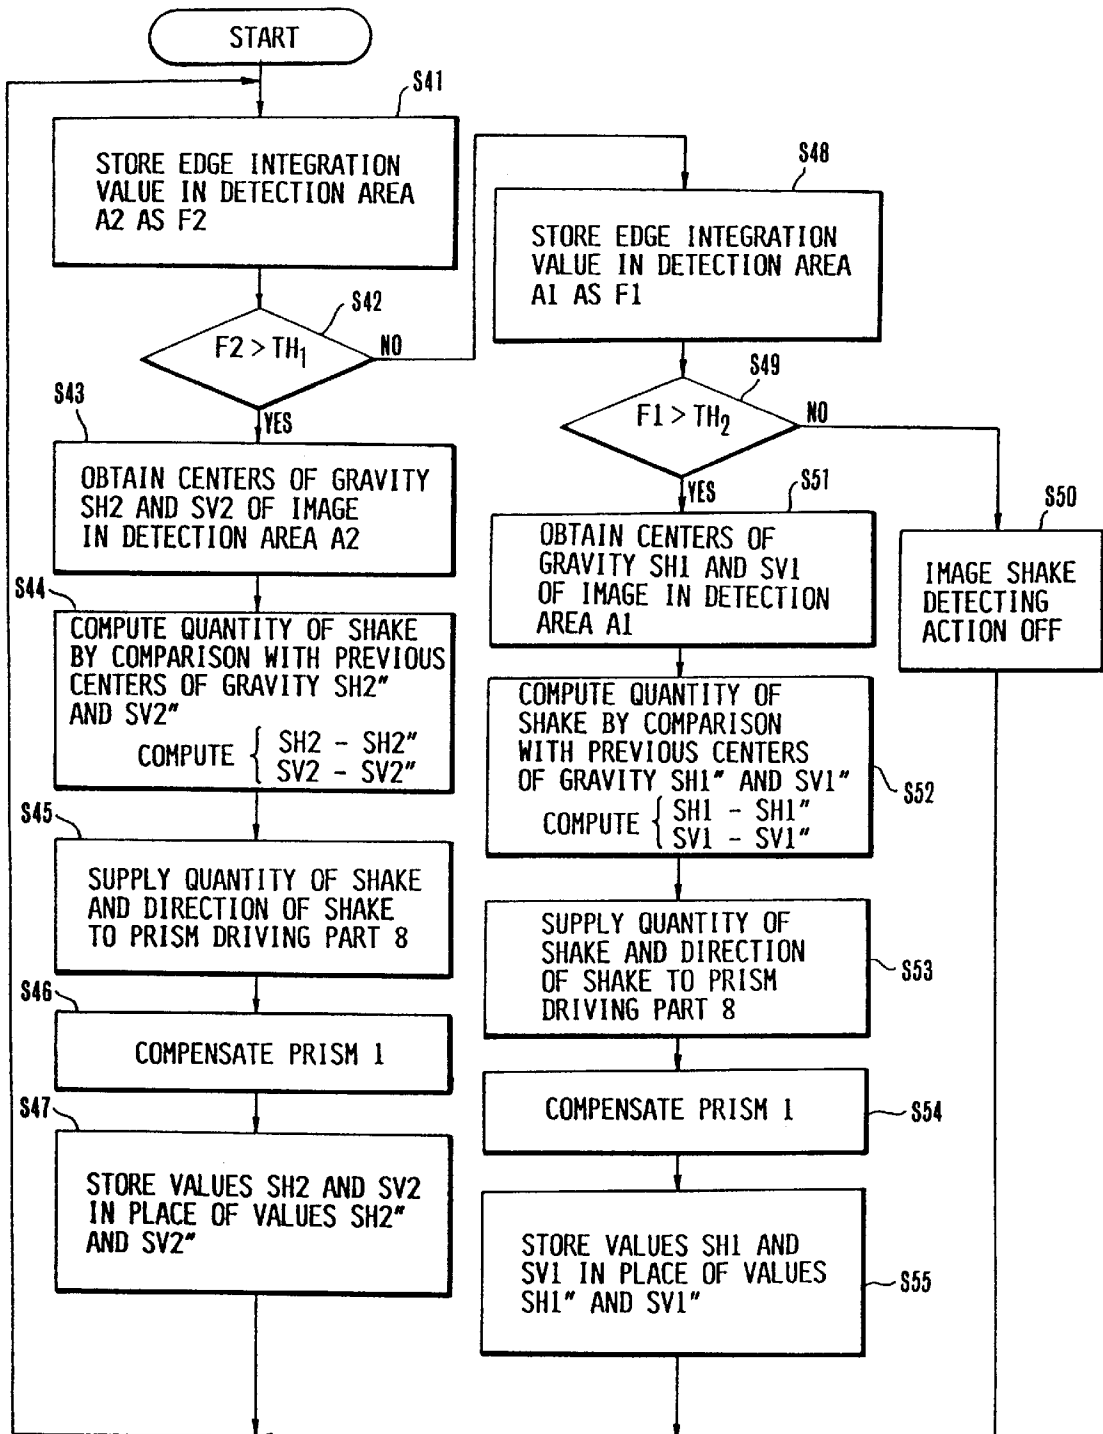 START
S41
STORE EDGE INTEGRATION
VALUE IN DETECTION AREA
A2 AS F2
S42
F2 > TH1
NO
YES
S43
OBTAIN CENTERS OF GRAVITY
SH2 AND SV2 OF IMAGE
IN DETECTION AREA A2
S44
COMPUTE QUANTITY OF SHAKE
BY COMPARISON WITH PREVIOUS
CENTERS OF GRAVITY SH2"
AND SV2"
COMPUTE { SH2 - SH2"
SV2 - SV2"
S45
SUPPLY QUANTITY OF SHAKE
AND DIRECTION OF SHAKE
TO PRISM DRIVING PART 8
S46
COMPENSATE PRISM 1
S47
STORE VALUES SH2 AND SV2
IN PLACE OF VALUES SH2"
AND SV2"
S48
STORE EDGE INTEGRATION
VALUE IN DETECTION AREA
A1 AS F1
S49
F1 > TH2
NO
YES
S50
IMAGE SHAKE
DETECTING
ACTION OFF
S51
OBTAIN CENTERS OF
GRAVITY SH1 AND SV1
OF IMAGE IN DETECTION
AREA A1
COMPUTE QUANTITY OF
SHAKE BY COMPARISON
WITH PREVIOUS CENTERS
OF GRAVITY SH1" AND SV1"
COMPUTE { SH1 - SH1"
SV1 - SV1"
S52
SUPPLY QUANTITY OF
SHAKE AND DIRECTION
OF SHAKE TO PRISM
DRIVING PART 8
S53
COMPENSATE PRISM 1
S54
STORE VALUES SH1 AND
SV1 IN PLACE OF VALUES
SH1" AND SV1"
S55